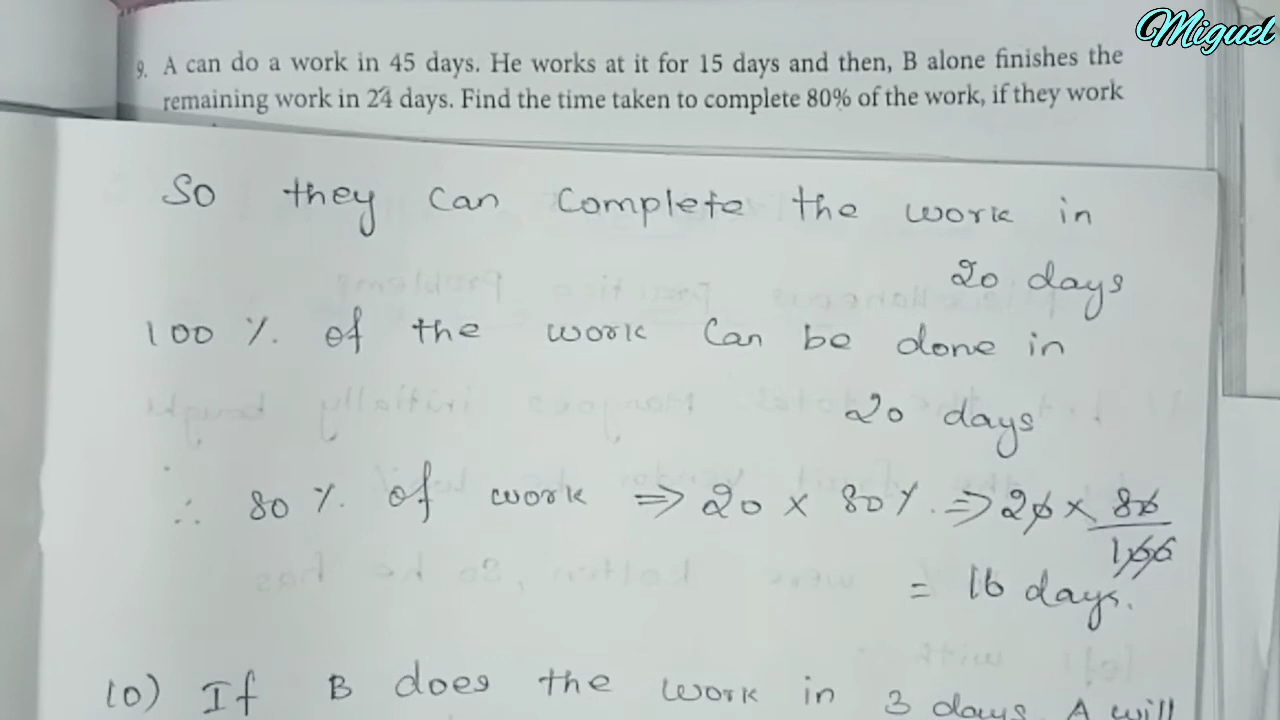 Miguel
9. A can do a work in 45 days. He works at it for 15 days and then, B alone finishes the
remaining work in 24 days. Find the time taken to complete 80% of the work, if they work
So they can complete the work in
20 days
100 %. of the work can be done in
20 days
∴ 80 %. of work ⇒ 20 x 80%. ⇒ 20 x 80/100
= 16 days.
10) If B does the work in 3 days, A will